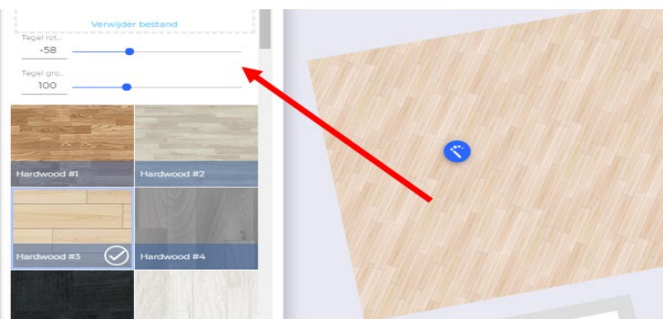 Verwijder bestand
Tegel rot...
-58
Tegel gro...
100
Hardwood #1
Hardwood #2
Hardwood #3
Hardwood #4